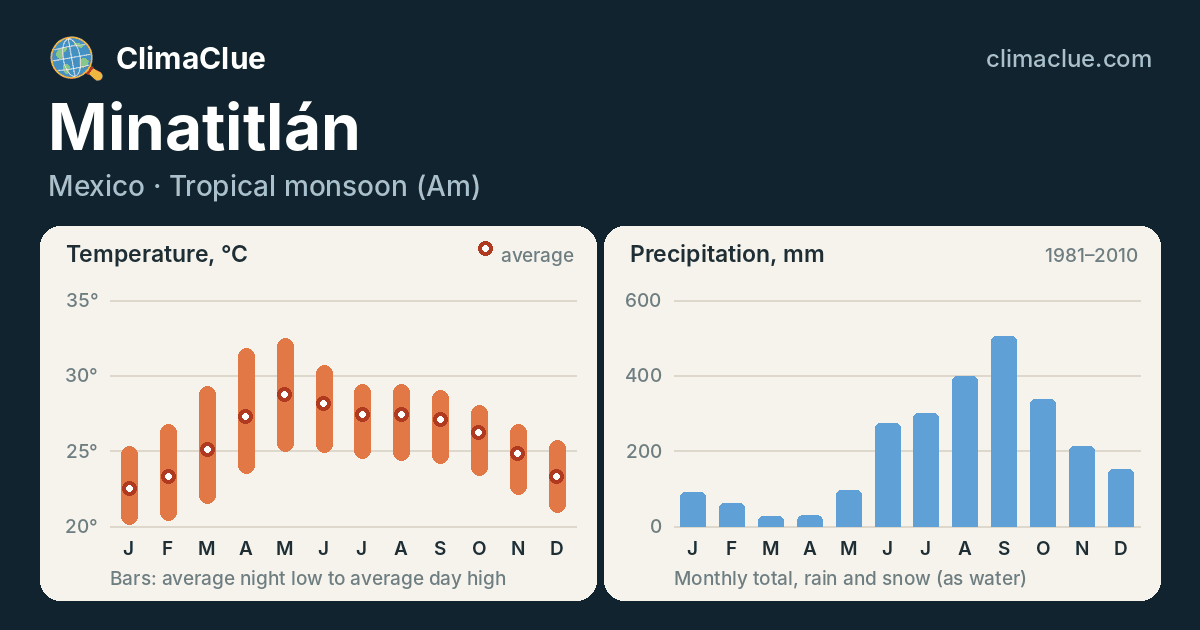 ClimaClue
climaclue.com
Minatitlán
Mexico · Tropical monsoon (Am)
Temperature, °C
average
35°
30°
25°
20°
J F M A M J J A S O N D
Bars: average night low to average day high
Precipitation, mm
1981–2010
600
400
200
0
J F M A M J J A S O N D
Monthly total, rain and snow (as water)